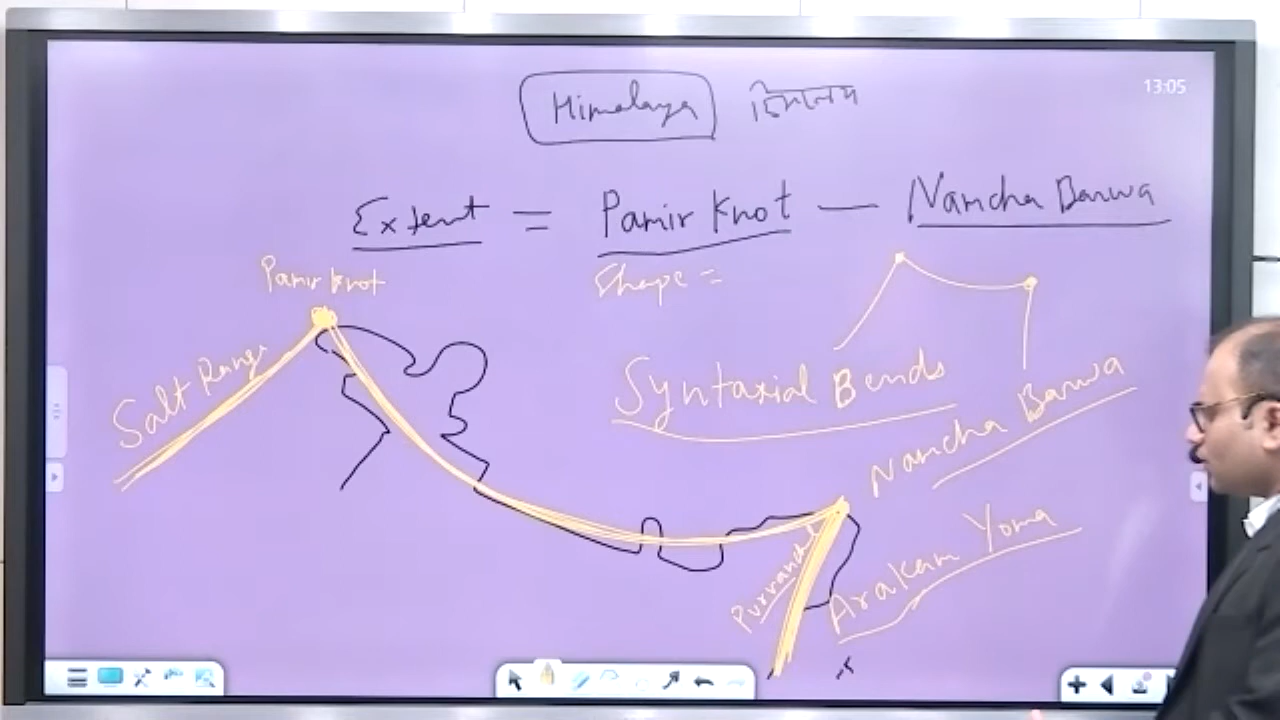 Himalaya हिमालय
13:05
Extent = Pamir Knot — Namcha Barwa
Shape =
Pamir Knot
Salt Range
Syntaxial Bends
Namcha Barwa
Purvanchal
Arakan Yoma